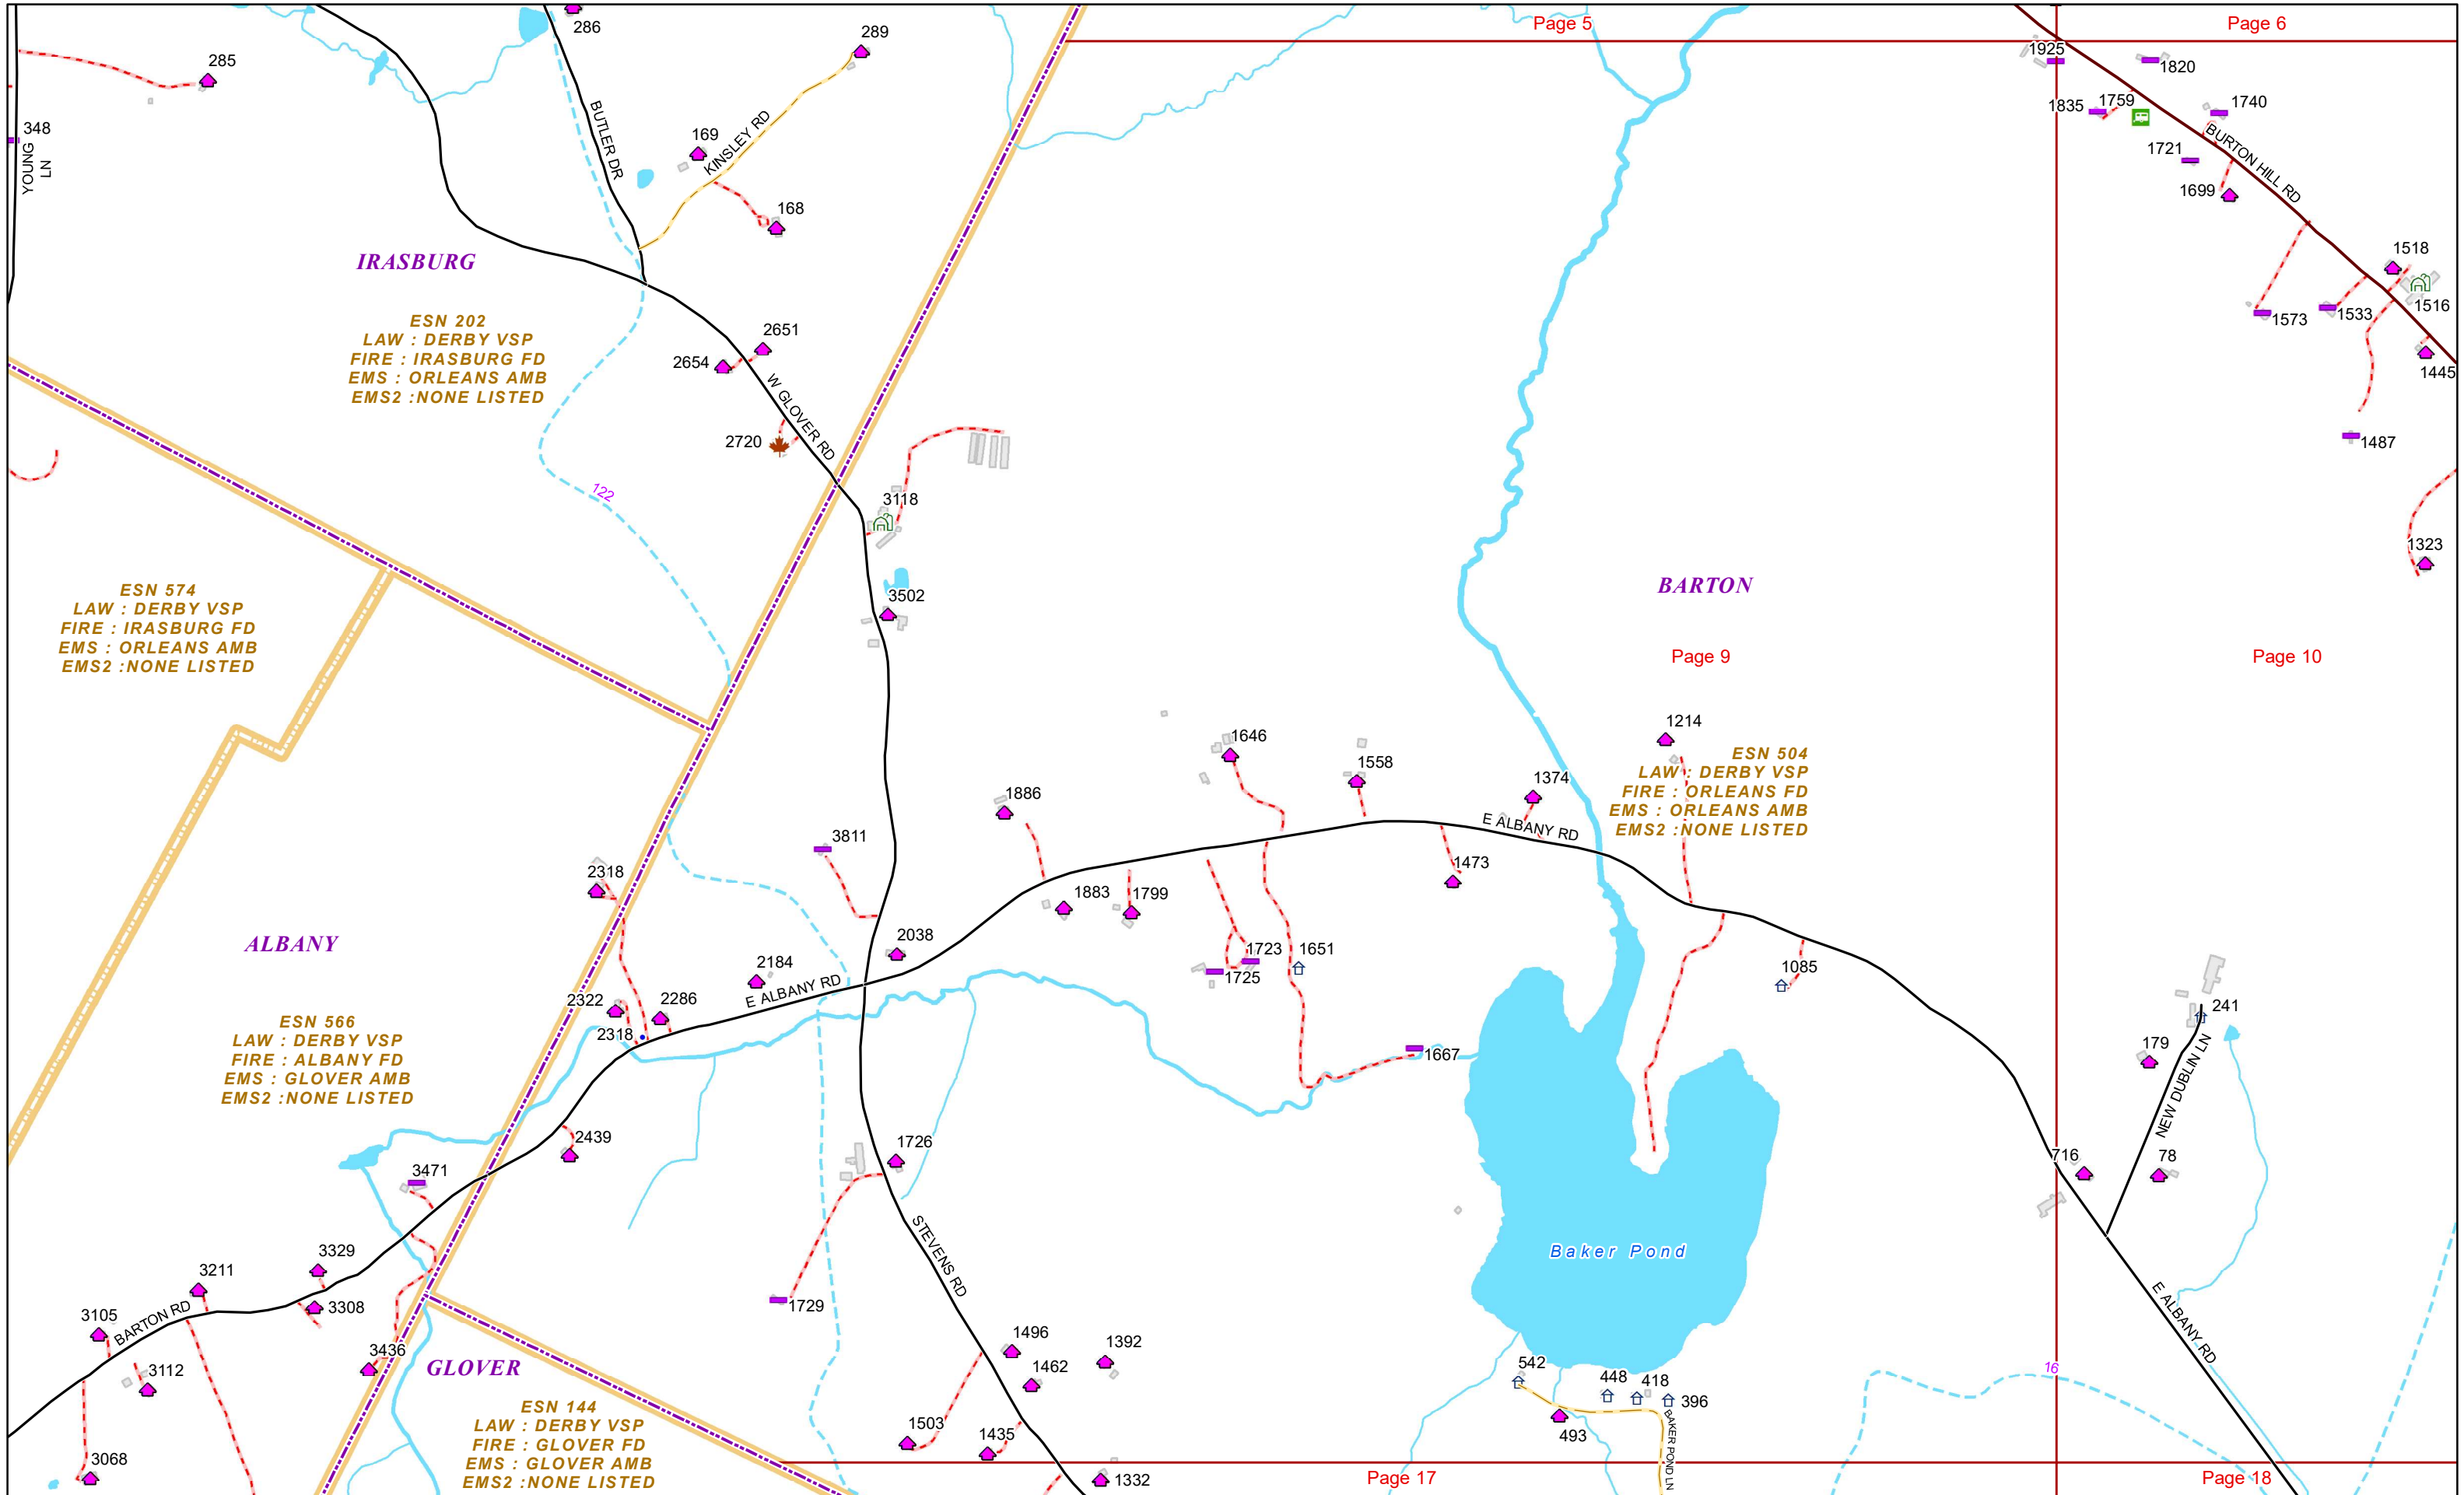 Page 5
Page 6
286
289
285
1925
1820
348
YOUNG
LN
BUTLER DR
169
KINSLEY RD
1835
1759
1740
BURTON HILL RD
1721
1699
168
IRASBURG
1518
1516
1573
1533
1445
ESN 202
LAW : DERBY VSP
FIRE : IRASBURG FD
EMS : ORLEANS AMB
EMS2 :NONE LISTED
2651
2654
W GLOVER RD
2720
1487
122
3118
1323
3502
BARTON
ESN 574
LAW : DERBY VSP
FIRE : IRASBURG FD
EMS : ORLEANS AMB
EMS2 :NONE LISTED
Page 9
Page 10
1214
1646
1558
1374
ESN 504
LAW : DERBY VSP
FIRE : ORLEANS FD
EMS : ORLEANS AMB
EMS2 :NONE LISTED
1886
3811
E ALBANY RD
2318
1473
1883
1799
ALBANY
2038
1723
1651
1725
2184
E ALBANY RD
1085
2322
2286
2318
241
179
NEW DUBLIN LN
ESN 566
LAW : DERBY VSP
FIRE : ALBANY FD
EMS : GLOVER AMB
EMS2 :NONE LISTED
1667
2439
1726
3471
716
78
STEVENS RD
Baker Pond
3329
3211
3308
3105
BARTON RD
1729
E ALBANY RD
3436
3112
GLOVER
1496
1392
1462
542
448
418
396
16
BAKER POND LN
493
1503
1435
ESN 144
LAW : DERBY VSP
FIRE : GLOVER FD
EMS : GLOVER AMB
EMS2 :NONE LISTED
3068
1332
Page 17
Page 18